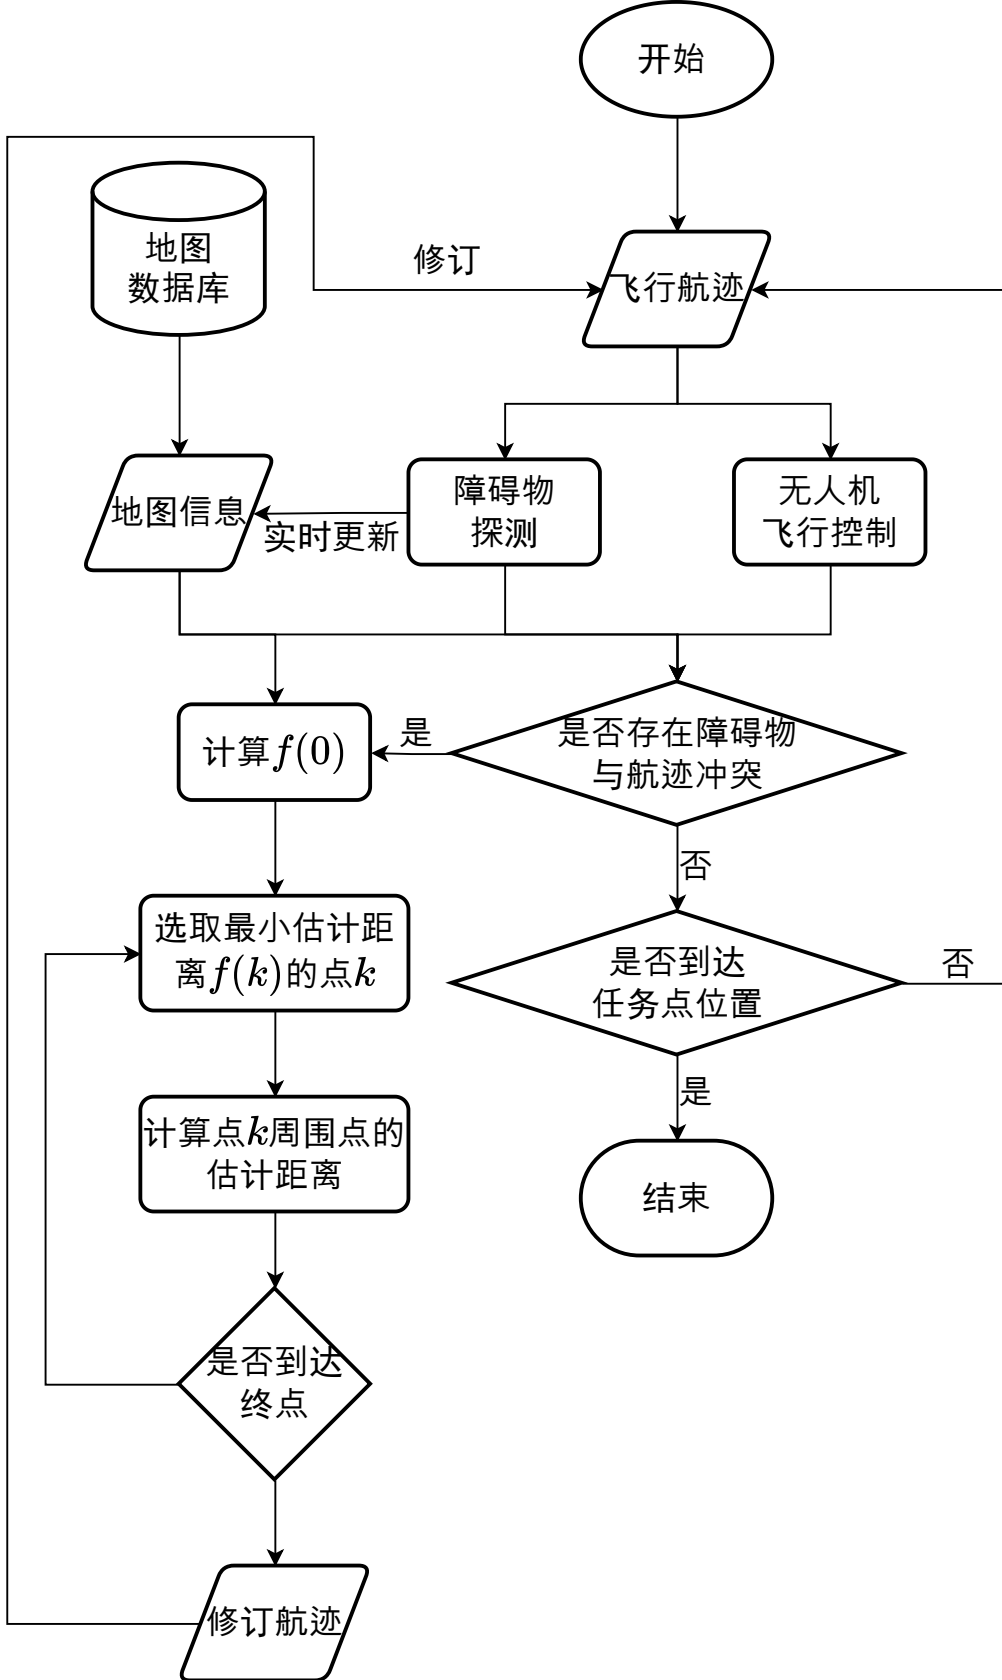 开始
地图
数据库
修订
飞行航迹
地图信息
实时更新
障碍物
探测
无人机
飞行控制
计算f(0)
是
是否存在障碍物
与航迹冲突
否
选取最小估计距
离f(k)的点k
是否到达
任务点位置
否
是
计算点k周围点的
估计距离
结束
是否到达
终点
修订航迹